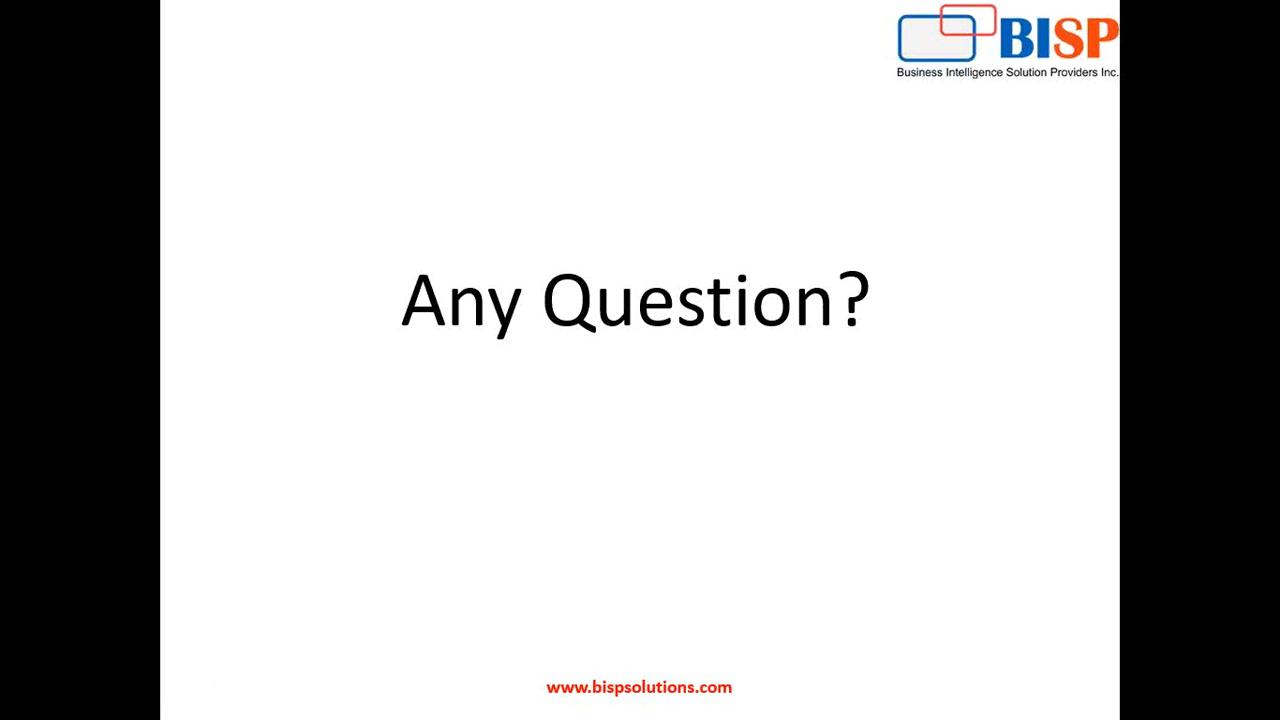 BISP
Business Intelligence Solution Providers Inc.
Any Question?
www.bispsolutions.com